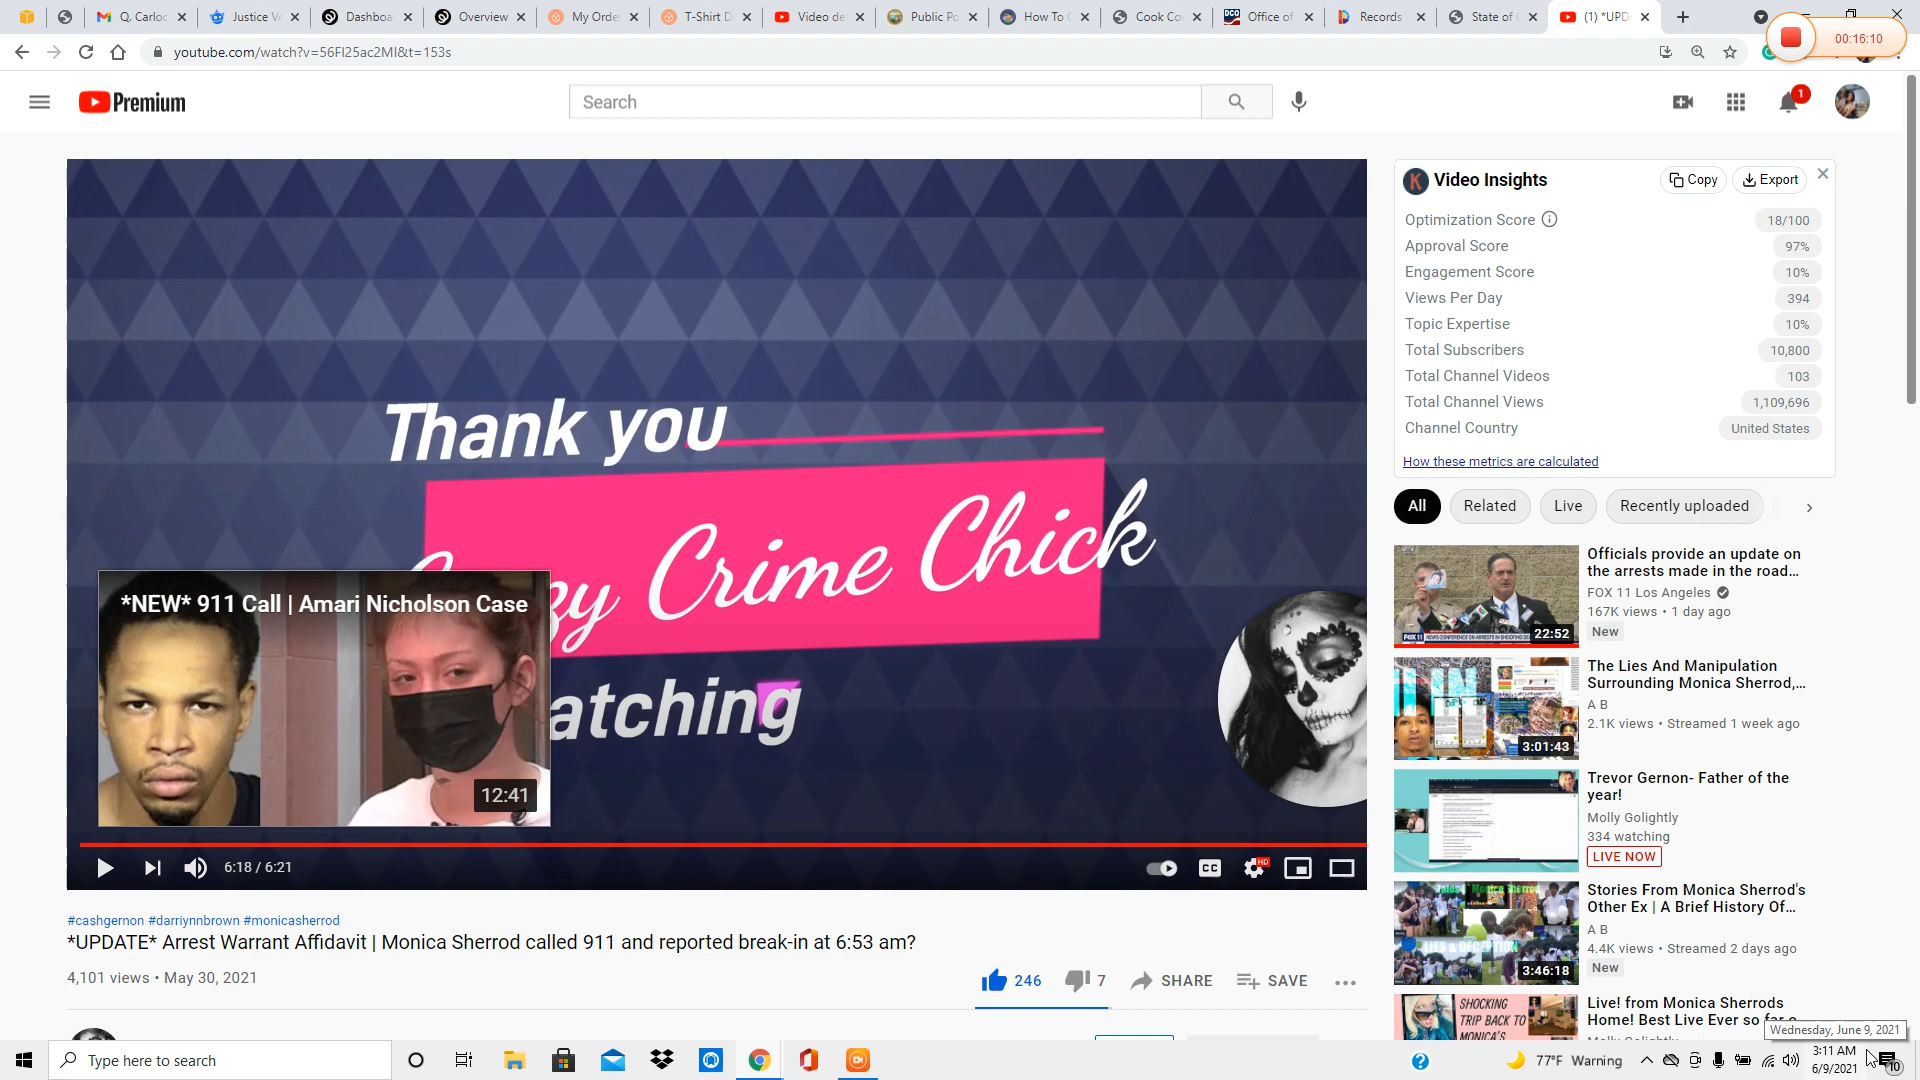 Q. Carloc
Justice V
Dashboa
Overview
My Orde
T-Shirt D
Video de
Public Po
How To
Cook Co
Office of
Records
State of
(1) *UPD
00:16:10
youtube.com/watch?v=56Fl25ac2MI&t=153s
Premium
Search
1
Thank you
Crime Chick
atching
*NEW* 911 Call | Amari Nicholson Case
12:41
6:18 / 6:21
CC
HD
#cashgernon #darriynnbrown #monicasherrod
*UPDATE* Arrest Warrant Affidavit | Monica Sherrod called 911 and reported break-in at 6:53 am?
4,101 views • May 30, 2021
246
7
SHARE
SAVE
K Video Insights
Copy
Export
Optimization Score 18/100
Approval Score 97%
Engagement Score 10%
Views Per Day 394
Topic Expertise 10%
Total Subscribers 10,800
Total Channel Videos 103
Total Channel Views 1,109,696
Channel Country United States
How these metrics are calculated
All
Related
Live
Recently uploaded
22:52
Officials provide an update on
the arrests made in the road...
FOX 11 Los Angeles
167K views • 1 day ago
New
3:01:43
The Lies And Manipulation
Surrounding Monica Sherrod,...
A B
2.1K views • Streamed 1 week ago
Trevor Gernon- Father of the
year!
Molly Golightly
334 watching
LIVE NOW
3:46:18
Stories From Monica Sherrod's
Other Ex | A Brief History Of...
A B
4.4K views • Streamed 2 days ago
New
SHOCKING
TRIP BACK TO
MONICA'S
Live! from Monica Sherrods
Home! Best Live Ever so far
Wednesday, June 9, 2021
Type here to search
77°F Warning
3:11 AM
6/9/2021
10